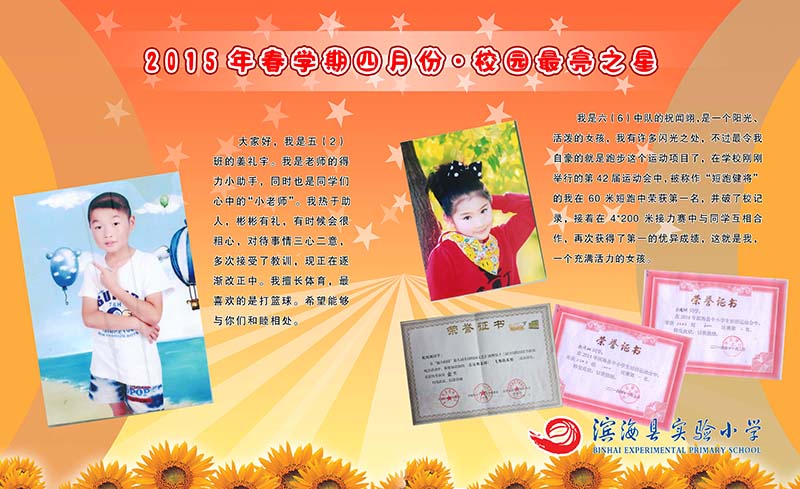 2015年春学期四月份·校园最亮之星
大家好，我是五（2）
班的姜礼宇。我是老师的得
力小助手，同时也是同学们
心中的“小老师”。我热于助
人，彬彬有礼，有时候会很
粗心，对待事情三心二意，
多次接受了教训，现正在逐
渐改正中。我擅长体育，最
喜欢的是打篮球。希望能够
与你们和睦相处。
我是六（6）中队的祝闻翊，是一个阳光、
活泼的女孩，我有许多闪光之处，不过最令我
自豪的就是跑步这个运动项目了，在学校刚刚
举行的第42届运动会中，被称作“短跑健将”
的我在60米短跑中荣获第一名，并破了校记
录，接着在4*200米接力赛中与同学互相合
作，再次获得了第一的优异成绩，这就是我，
一个充满活力的女孩。
荣誉证书
荣誉证书
荣誉证书
滨海县实验小学
BINHAI EXPERIMENTAL PRIMARY SCHOOL